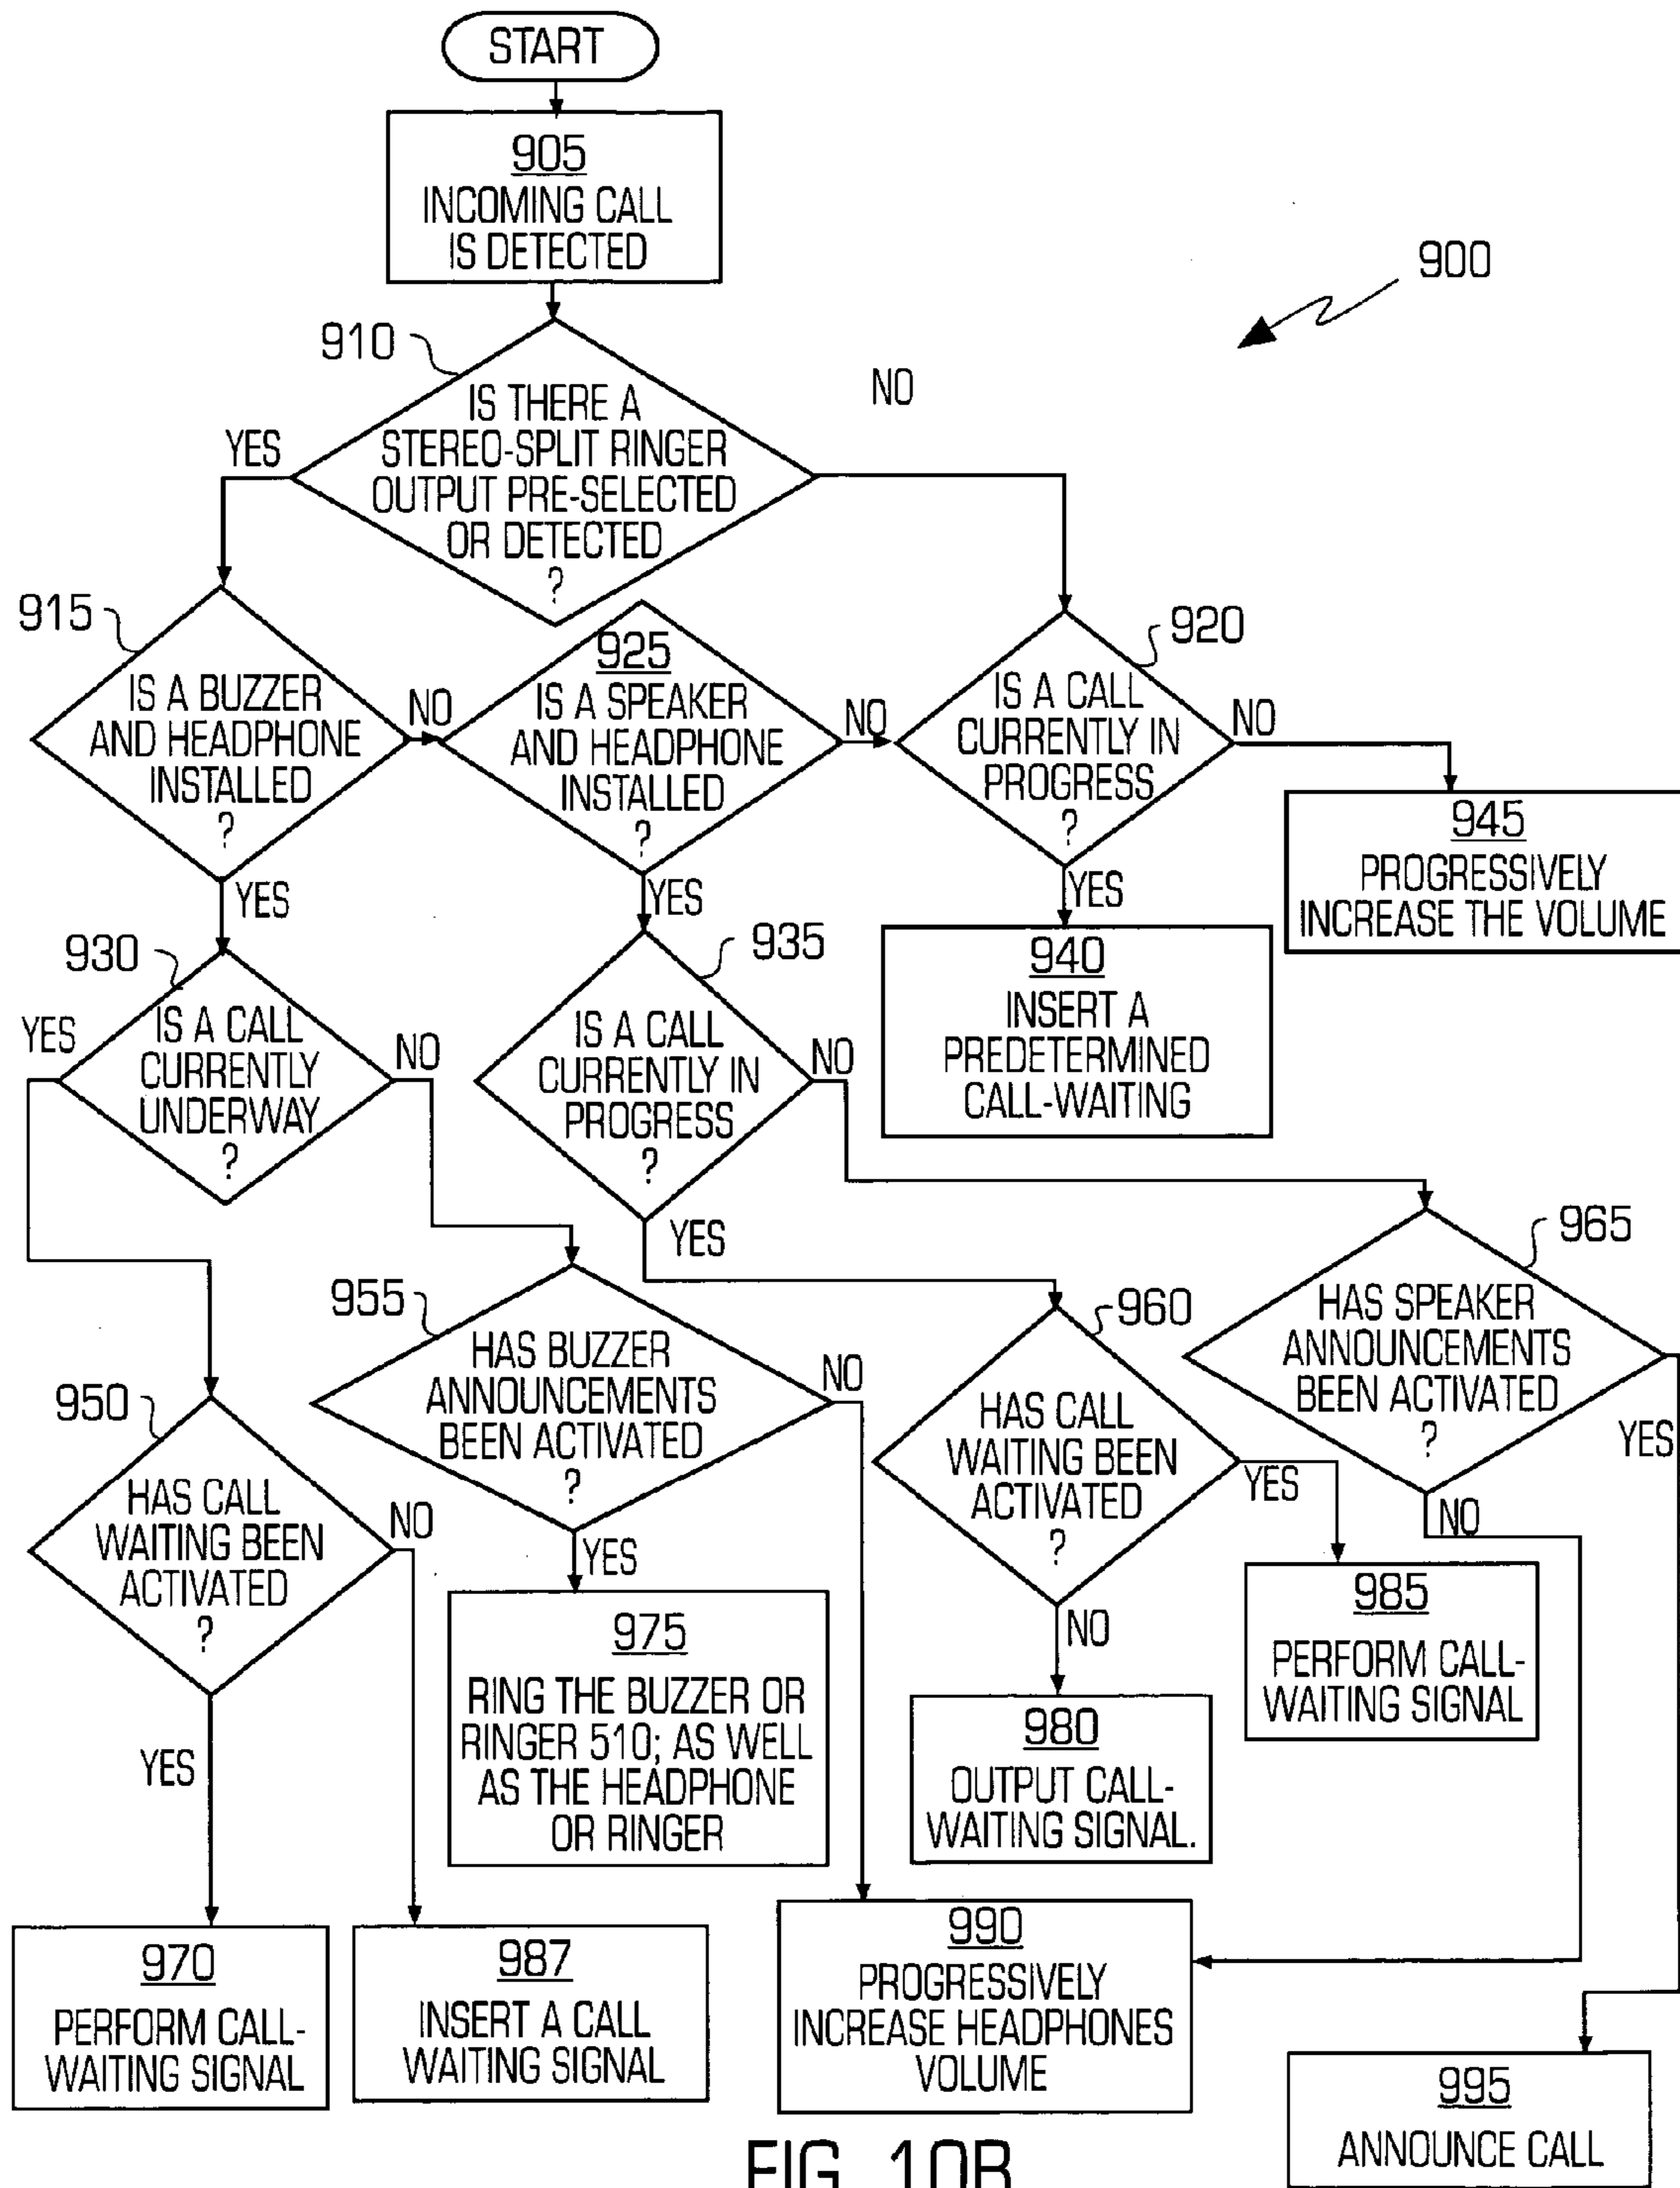 START
905
INCOMING CALL
IS DETECTED
900
910
IS THERE A
STEREO-SPLIT RINGER
OUTPUT PRE-SELECTED
OR DETECTED
?
YES
NO
915
IS A BUZZER
AND HEADPHONE
INSTALLED
?
NO
YES
925
IS A SPEAKER
AND HEADPHONE
INSTALLED
?
NO
YES
920
IS A CALL
CURRENTLY IN
PROGRESS
?
NO
YES
945
PROGRESSIVELY
INCREASE THE VOLUME
930
IS A CALL
CURRENTLY
UNDERWAY
?
YES
NO
935
IS A CALL
CURRENTLY IN
PROGRESS
?
NO
YES
940
INSERT A
PREDETERMINED
CALL-WAITING
950
HAS CALL
WAITING BEEN
ACTIVATED
?
NO
YES
955
HAS BUZZER
ANNOUNCEMENTS
BEEN ACTIVATED
?
NO
YES
960
HAS CALL
WAITING BEEN
ACTIVATED
?
YES
NO
965
HAS SPEAKER
ANNOUNCEMENTS
BEEN ACTIVATED
?
YES
NO
975
RING THE BUZZER OR
RINGER 510; AS WELL
AS THE HEADPHONE
OR RINGER
980
OUTPUT CALL-
WAITING SIGNAL.
985
PERFORM CALL-
WAITING SIGNAL
970
PERFORM CALL-
WAITING SIGNAL
987
INSERT A CALL
WAITING SIGNAL
990
PROGRESSIVELY
INCREASE HEADPHONES
VOLUME
995
ANNOUNCE CALL
FIG. 10B